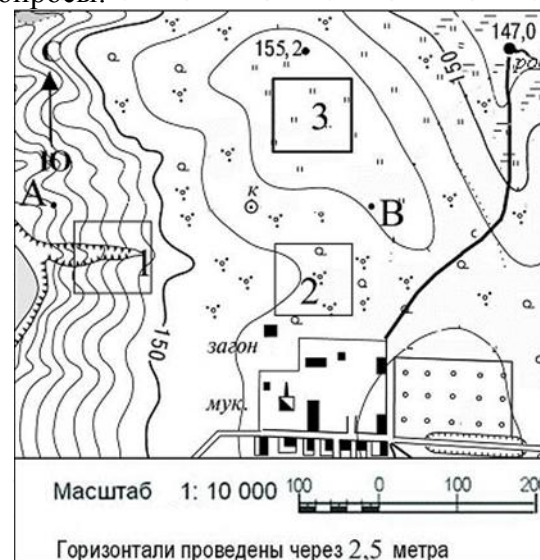 опросы:
С
155,2
147,0
150
3
Ю
А
к
В
1
2
150
загон
мук.
Масштаб 1: 10 000 100 0 100 200
Горизонтали проведены через 2,5 метра